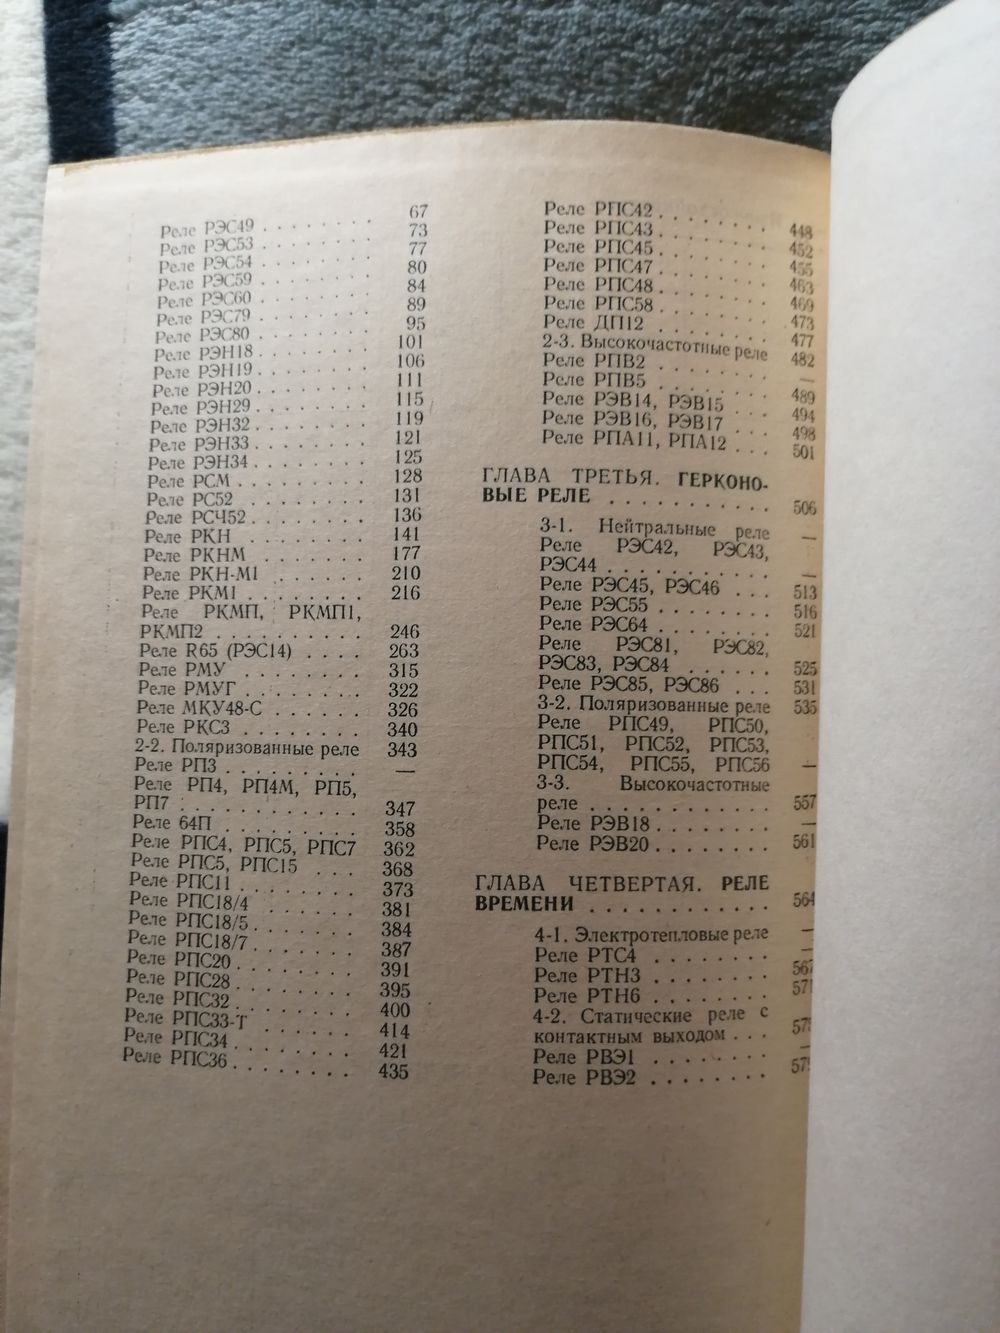 Реле РЭС49 . . . . . . . 67
Реле РЭС53 . . . . . . . 73
Реле РЭС54 . . . . . . . 77
Реле РЭС59 . . . . . . . 80
Реле РЭС60 . . . . . . . 84
Реле РЭС79 . . . . . . . 89
Реле РЭС80 . . . . . . . 95
Реле РЭН18 . . . . . . . 101
Реле РЭН19 . . . . . . . 106
Реле РЭН20 . . . . . . . 111
Реле РЭН29 . . . . . . . 115
Реле РЭН32 . . . . . . . 119
Реле РЭН33 . . . . . . . 121
Реле РЭН34 . . . . . . . 125
Реле РСМ . . . . . . . . 128
Реле РС52 . . . . . . . 131
Реле РСЧ52 . . . . . . . 136
Реле РКН . . . . . . . . 141
Реле РКНМ . . . . . . . 177
Реле РКН-М1 . . . . . . 210
Реле РКМ1 . . . . . . . 216
Реле РКМП, РКМП1,
РКМП2 . . . . . . . . . 246
Реле R65 (РЭС14) . . . . 263
Реле РМУ . . . . . . . . 315
Реле РМУГ . . . . . . . 322
Реле МКУ48-С . . . . . . 326
Реле РКС3 . . . . . . . 340
2-2. Поляризованные реле 343
Реле РП3 . . . . . . . . —
Реле РП4, РП4М, РП5,
РП7 . . . . . . . . . . 347
Реле 64П . . . . . . . . 358
Реле РПС4, РПС5, РПС7 362
Реле РПС5, РПС15 . . . 368
Реле РПС11 . . . . . . . 373
Реле РПС18/4 . . . . . . 381
Реле РПС18/5 . . . . . . 384
Реле РПС18/7 . . . . . . 387
Реле РПС20 . . . . . . . 391
Реле РПС28 . . . . . . . 395
Реле РПС32 . . . . . . . 400
Реле РПС33-Т . . . . . . 414
Реле РПС34 . . . . . . . 421
Реле РПС36 . . . . . . . 435
Реле РПС42 . . . . . . . 448
Реле РПС43 . . . . . . . 452
Реле РПС45 . . . . . . . 455
Реле РПС47 . . . . . . . 463
Реле РПС48 . . . . . . . 469
Реле РПС58 . . . . . . . 473
Реле ДП12 . . . . . . . 477
2-3. Высокочастотные реле 482
Реле РПВ2 . . . . . . . —
Реле РПВ5 . . . . . . . 489
Реле РЭВ14, РЭВ15 . . . 494
Реле РЭВ16, РЭВ17 . . . 498
Реле РПА11, РПА12 . . . 501
ГЛАВА ТРЕТЬЯ. ГЕРКОНО-
ВЫЕ РЕЛЕ . . . . . . . . . . 506
3-1. Нейтральные реле —
Реле РЭС42, РЭС43,
РЭС44 . . . . . . . . . —
Реле РЭС45, РЭС46 . . . 513
Реле РЭС55 . . . . . . . 516
Реле РЭС64 . . . . . . . 521
Реле РЭС81, РЭС82,
РЭС83, РЭС84 . . . . . . 525
Реле РЭС85, РЭС86 . . . 531
3-2. Поляризованные реле 535
Реле РПС49, РПС50,
РПС51, РПС52, РПС53,
РПС54, РПС55, РПС56 —
3-3. Высокочастотные
реле . . . . . . . . . . 557
Реле РЭВ18 . . . . . . . —
Реле РЭВ20 . . . . . . . 561
ГЛАВА ЧЕТВЕРТАЯ. РЕЛЕ
ВРЕМЕНИ . . . . . . . . . . . 564
4-1. Электротепловые реле —
Реле РТС4 . . . . . . . —
Реле РТН3 . . . . . . . 567
Реле РТН6 . . . . . . . 571
4-2. Статические реле с
контактным выходом . . .
Реле РВЭ1 . . . . . . . —
Реле РВЭ2 . . . . . . .